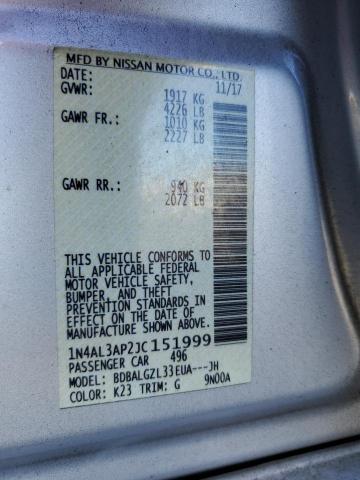 MFD BY NISSAN MOTOR CO., LTD.
DATE: 11/17
GVWR: 1917 KG
4226 LB
GAWR FR.: 1010 KG
2227 LB
GAWR RR.: 940 KG
2072 LB
THIS VEHICLE CONFORMS TO
ALL APPLICABLE FEDERAL
MOTOR VEHICLE SAFETY,
BUMPER, AND THEFT
PREVENTION STANDARDS
IN EFFECT ON THE DATE OF
MANUFACTURE SHOWN ABOVE.
1N4AL3AP2JC151999
PASSENGER CAR 496
MODEL: BDBALGZL33EUA---JH
COLOR: K23 TRIM: G 9N00A